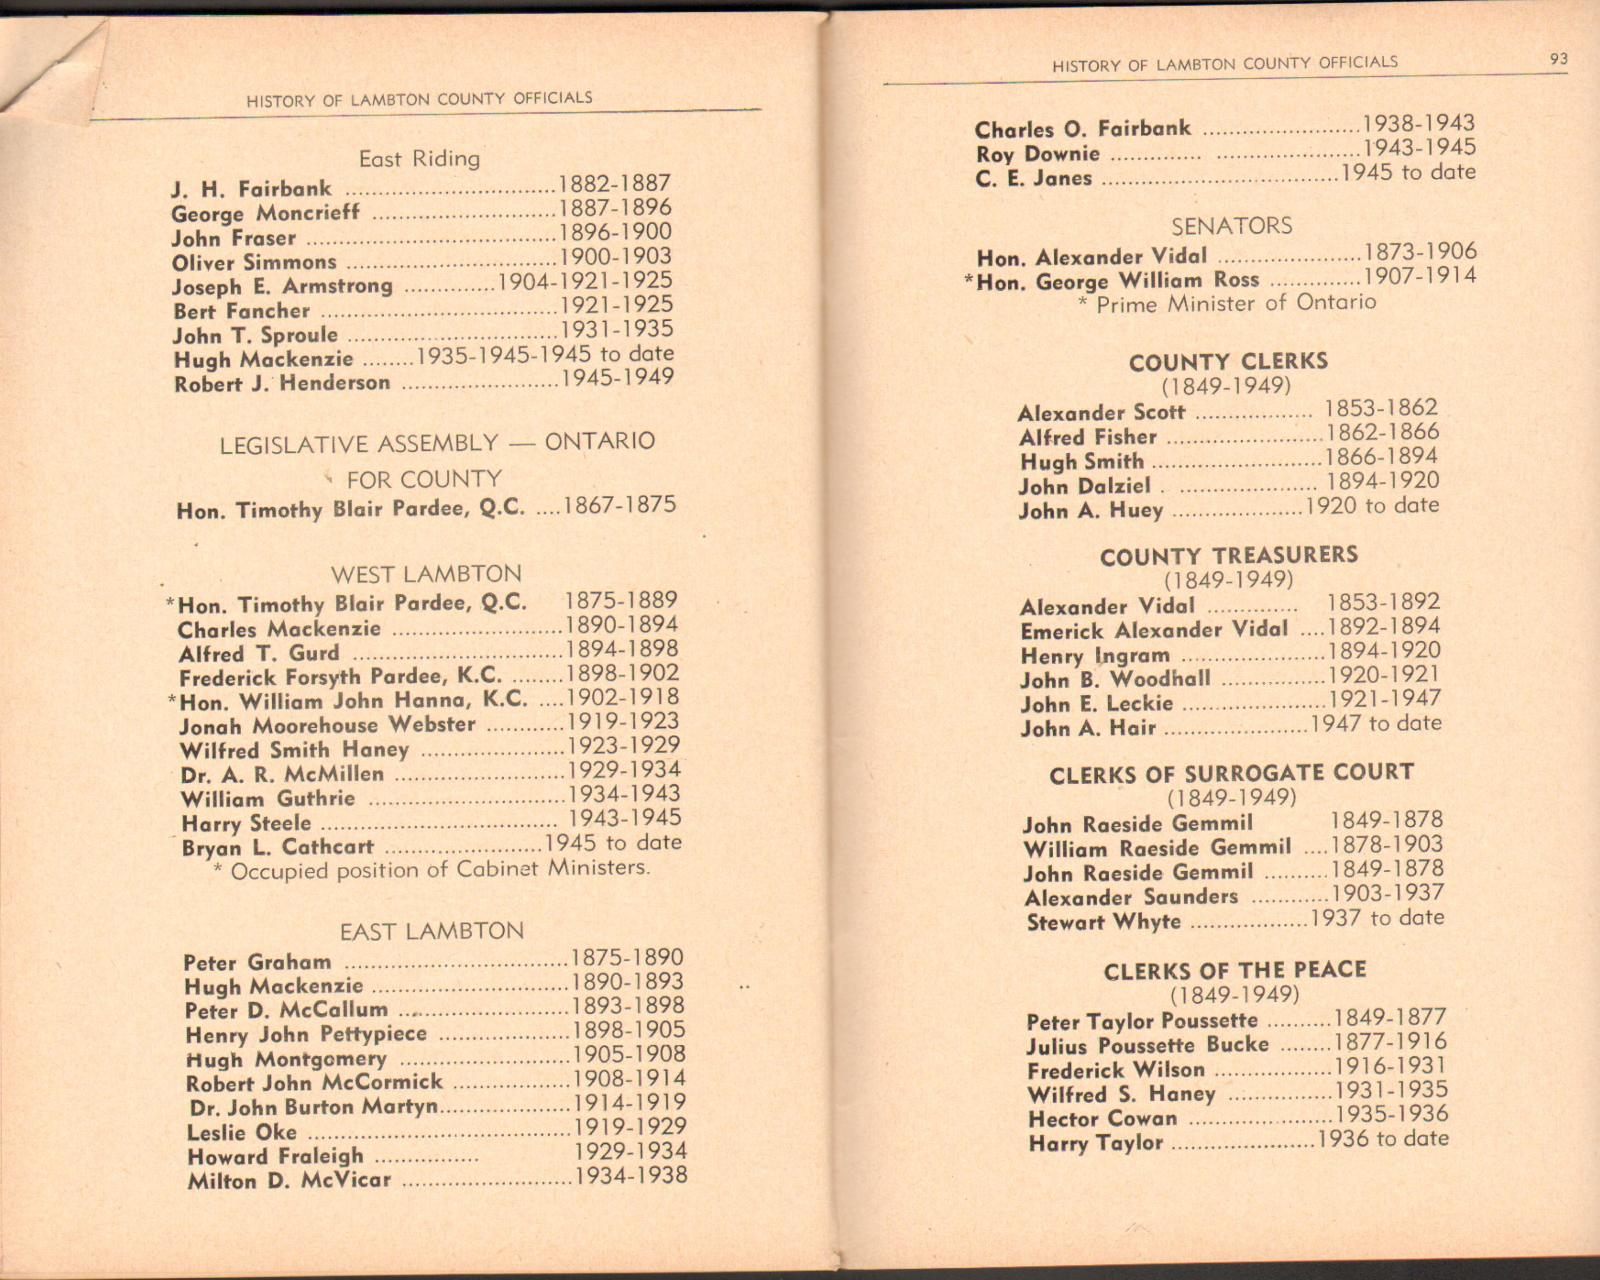 HISTORY OF LAMBTON COUNTY OFFICIALS
East Riding
J. H. Fairbank ..............................1882-1887
George Moncrieff ..........................1887-1896
John Fraser ...................................1896-1900
Oliver Simmons ..............................1900-1903
Joseph E. Armstrong .............1904-1921-1925
Bert Fancher ..................................1921-1925
John T. Sproule ..............................1931-1935
Hugh Mackenzie ........1935-1945-1945 to date
Robert J. Henderson .......................1945-1949
LEGISLATIVE ASSEMBLY — ONTARIO
FOR COUNTY
Hon. Timothy Blair Pardee, Q.C. ....1867-1875
WEST LAMBTON
*Hon. Timothy Blair Pardee, Q.C. 1875-1889
Charles Mackenzie ........................1890-1894
Alfred T. Gurd ..............................1894-1898
Frederick Forsyth Pardee, K.C. ........1898-1902
*Hon. William John Hanna, K.C. ....1902-1918
Jonah Moorehouse Webster ...........1919-1923
Wilfred Smith Haney .....................1923-1929
Dr. A. R. McMillen ........................1929-1934
William Guthrie ............................1934-1943
Harry Steele .................................. 1943-1945
Bryan L. Cathcart ......................1945 to date
* Occupied position of Cabinet Ministers.
EAST LAMBTON
Peter Graham ................................1875-1890
Hugh Mackenzie ............................1890-1893
Peter D. McCallum ........................1893-1898
Henry John Pettypiece ...................1898-1905
Hugh Montgomery ........................1905-1908
Robert John McCormick .................1908-1914
Dr. John Burton Martyn...................1914-1919
Leslie Oke .....................................1919-1929
Howard Fraleigh ............... 1929-1934
Milton D. McVicar ........................1934-1938
HISTORY OF LAMBTON COUNTY OFFICIALS 93
Charles O. Fairbank .......................1938-1943
Roy Downie ............. .....................1943-1945
C. E. Janes ..................................1945 to date
SENATORS
Hon. Alexander Vidal .....................1873-1906
*Hon. George William Ross .............1907-1914
* Prime Minister of Ontario
COUNTY CLERKS
(1849-1949)
Alexander Scott ................. 1853-1862
Alfred Fisher ......................1862-1866
Hugh Smith ........................1866-1894
John Dalziel . .................... 1894-1920
John A. Huey ...................1920 to date
COUNTY TREASURERS
(1849-1949)
Alexander Vidal ............. 1853-1892
Emerick Alexander Vidal ....1892-1894
Henry Ingram .....................1894-1920
John B. Woodhall ...............1920-1921
John E. Leckie .....................1921-1947
John A. Hair .....................1947 to date
CLERKS OF SURROGATE COURT
(1849-1949)
John Raeside Gemmil 1849-1878
William Raeside Gemmil ....1878-1903
John Raeside Gemmil ..........1849-1878
Alexander Saunders ............1903-1937
Stewart Whyte .................1937 to date
CLERKS OF THE PEACE
(1849-1949)
Peter Taylor Poussette ..........1849-1877
Julius Poussette Bucke ........1877-1916
Frederick Wilson .................1916-1931
Wilfred S. Haney ...............1931-1935
Hector Cowan .....................1935-1936
Harry Taylor .....................1936 to date